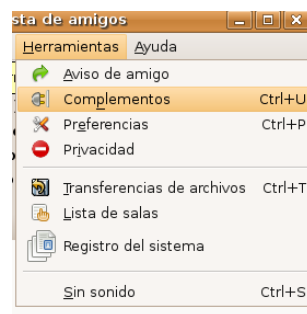 sta de amigos
Herramientas Ayuda
Aviso de amigo
Complementos Ctrl+U
Preferencias Ctrl+P
Privacidad
Transferencias de archivos Ctrl+T
Lista de salas
Registro del sistema
Sin sonido Ctrl+S